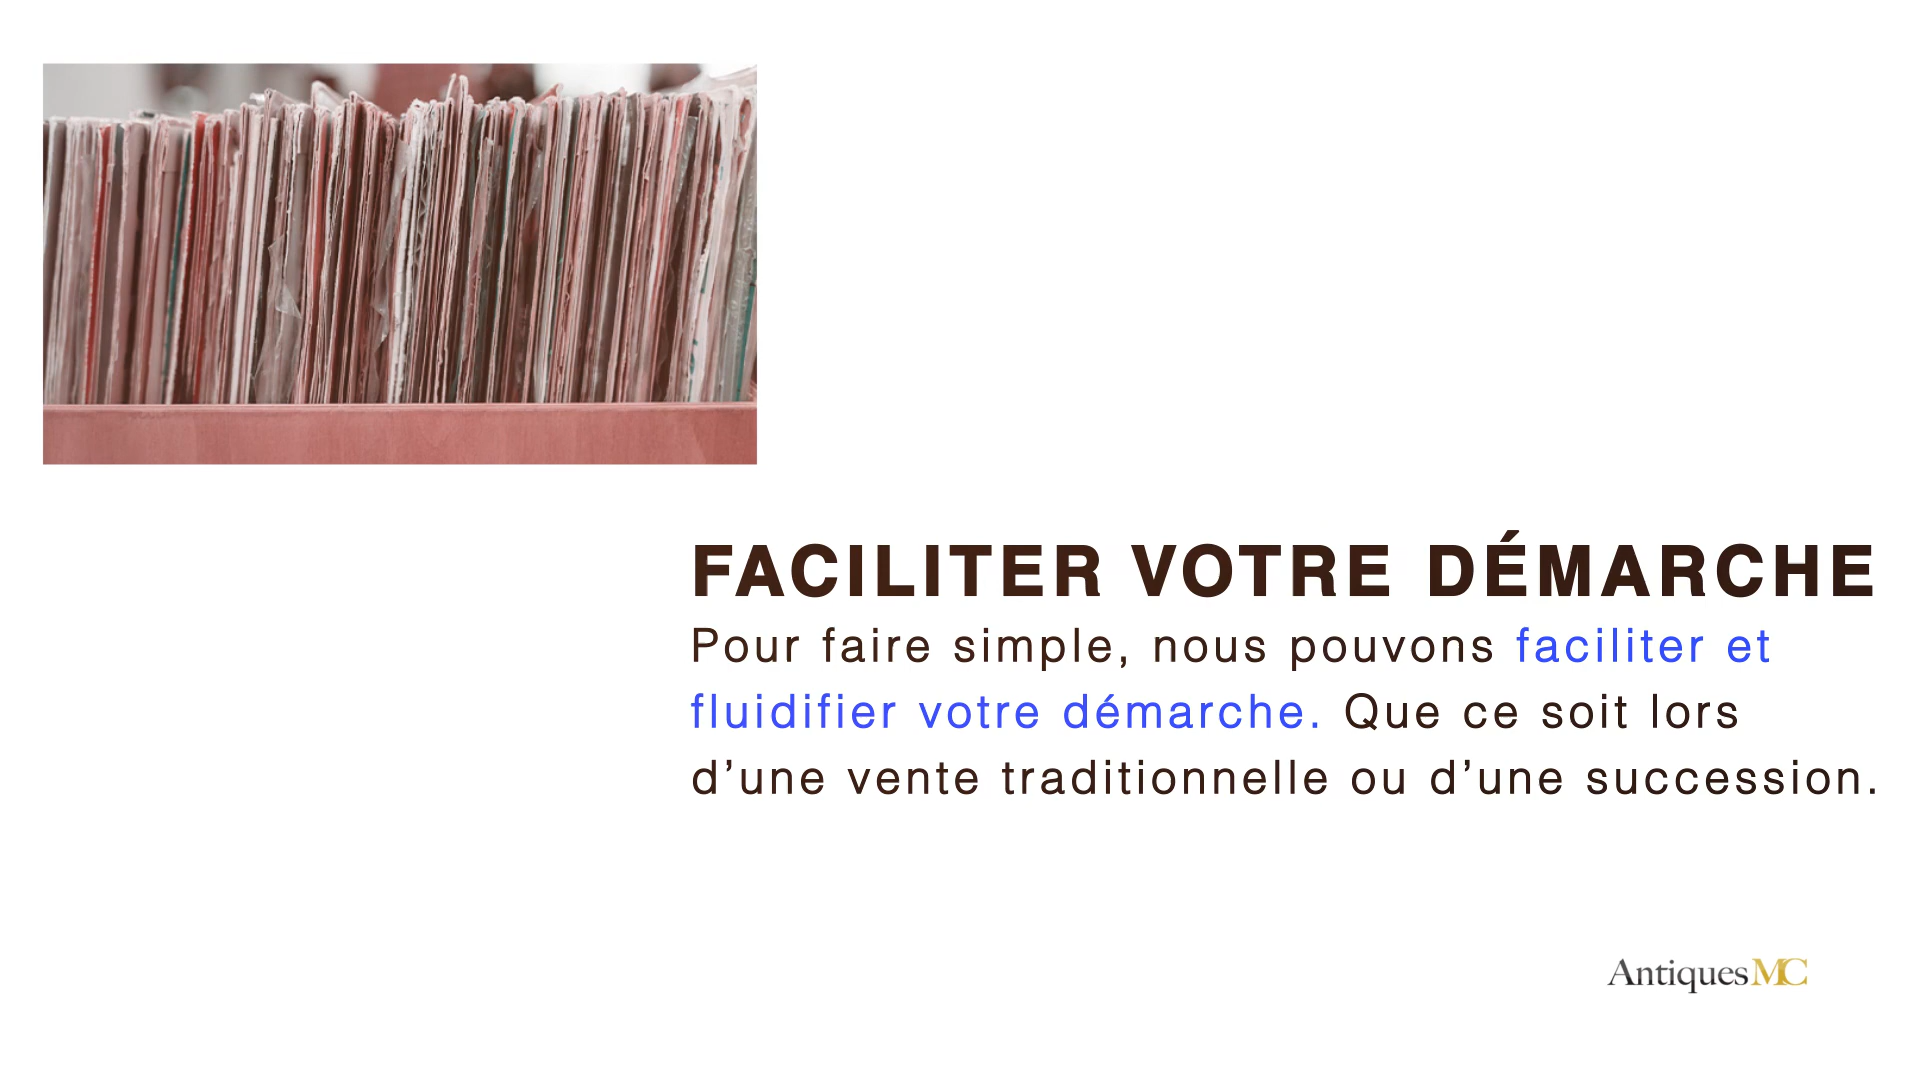 FACILITER VOTRE DÉMARCHE
Pour faire simple, nous pouvons faciliter et
fluidifier votre démarche. Que ce soit lors
d’une vente traditionnelle ou d’une succession.
AntiquesMC